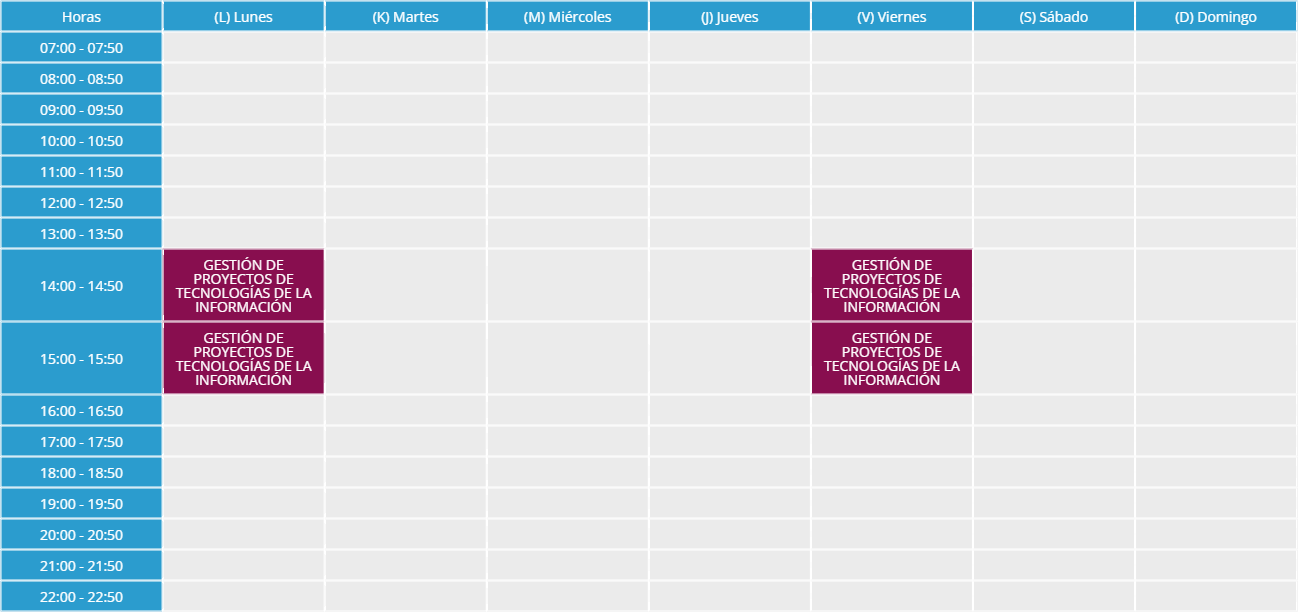 Horas (L) Lunes (K) Martes (M) Miércoles (J) Jueves (V) Viernes (S) Sábado (D) Domingo
07:00 - 07:50
08:00 - 08:50
09:00 - 09:50
10:00 - 10:50
11:00 - 11:50
12:00 - 12:50
13:00 - 13:50
14:00 - 14:50
GESTIÓN DE
PROYECTOS DE
TECNOLOGÍAS DE LA
INFORMACIÓN
GESTIÓN DE
PROYECTOS DE
TECNOLOGÍAS DE LA
INFORMACIÓN
15:00 - 15:50
GESTIÓN DE
PROYECTOS DE
TECNOLOGÍAS DE LA
INFORMACIÓN
GESTIÓN DE
PROYECTOS DE
TECNOLOGÍAS DE LA
INFORMACIÓN
16:00 - 16:50
17:00 - 17:50
18:00 - 18:50
19:00 - 19:50
20:00 - 20:50
21:00 - 21:50
22:00 - 22:50